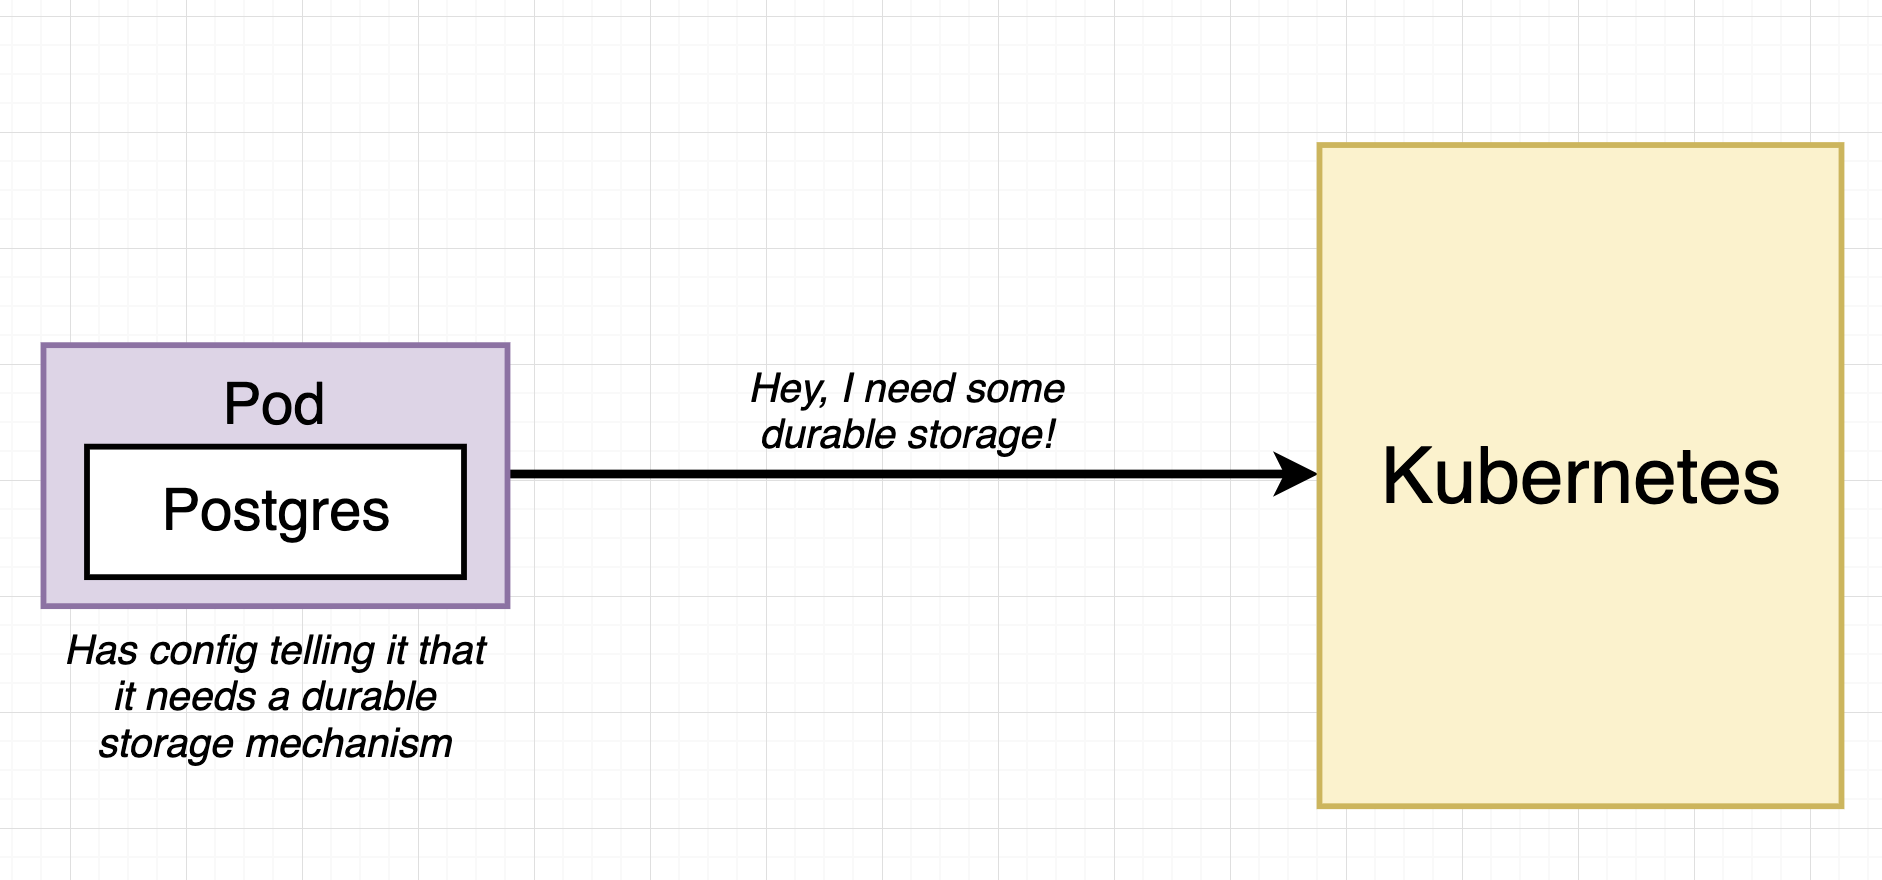 Pod
Postgres
Has config telling it that
it needs a durable
storage mechanism
Hey, I need some
durable storage!
Kubernetes